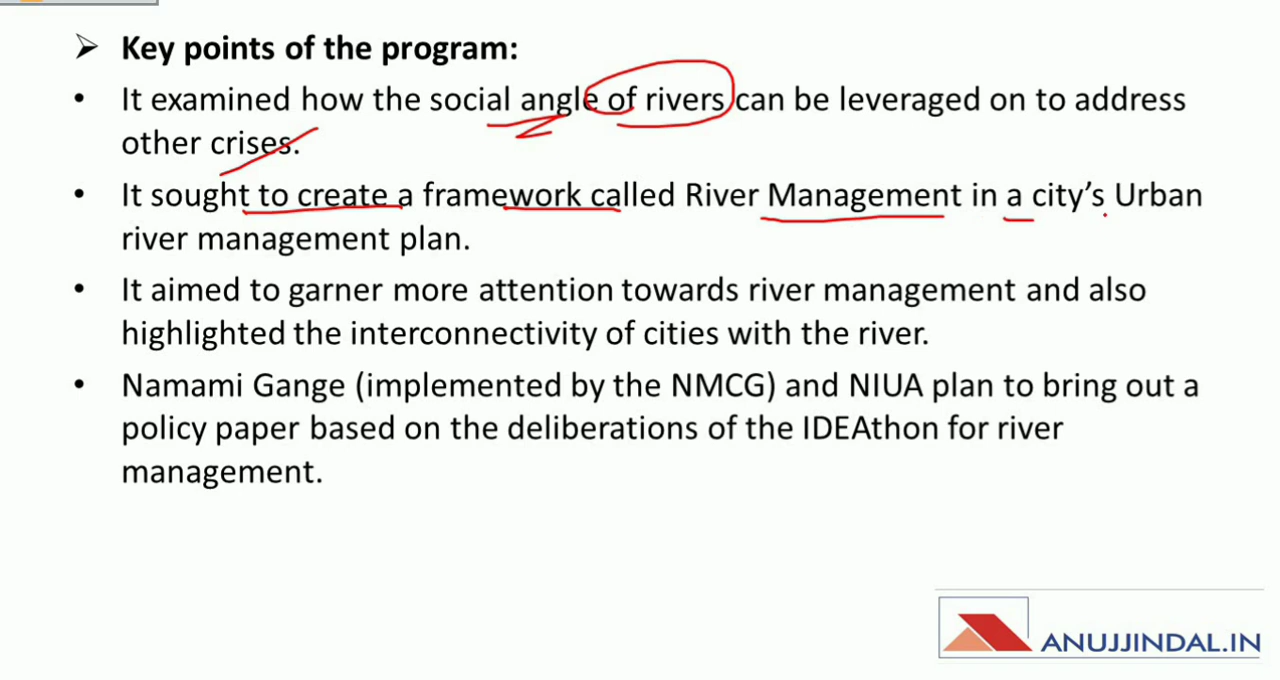 ➢ Key points of the program:
• It examined how the social angle of rivers can be leveraged on to address
other crises.
• It sought to create a framework called River Management in a city’s Urban
river management plan.
• It aimed to garner more attention towards river management and also
highlighted the interconnectivity of cities with the river.
• Namami Gange (implemented by the NMCG) and NIUA plan to bring out a
policy paper based on the deliberations of the IDEAthon for river
management.
ANUJJINDAL.IN